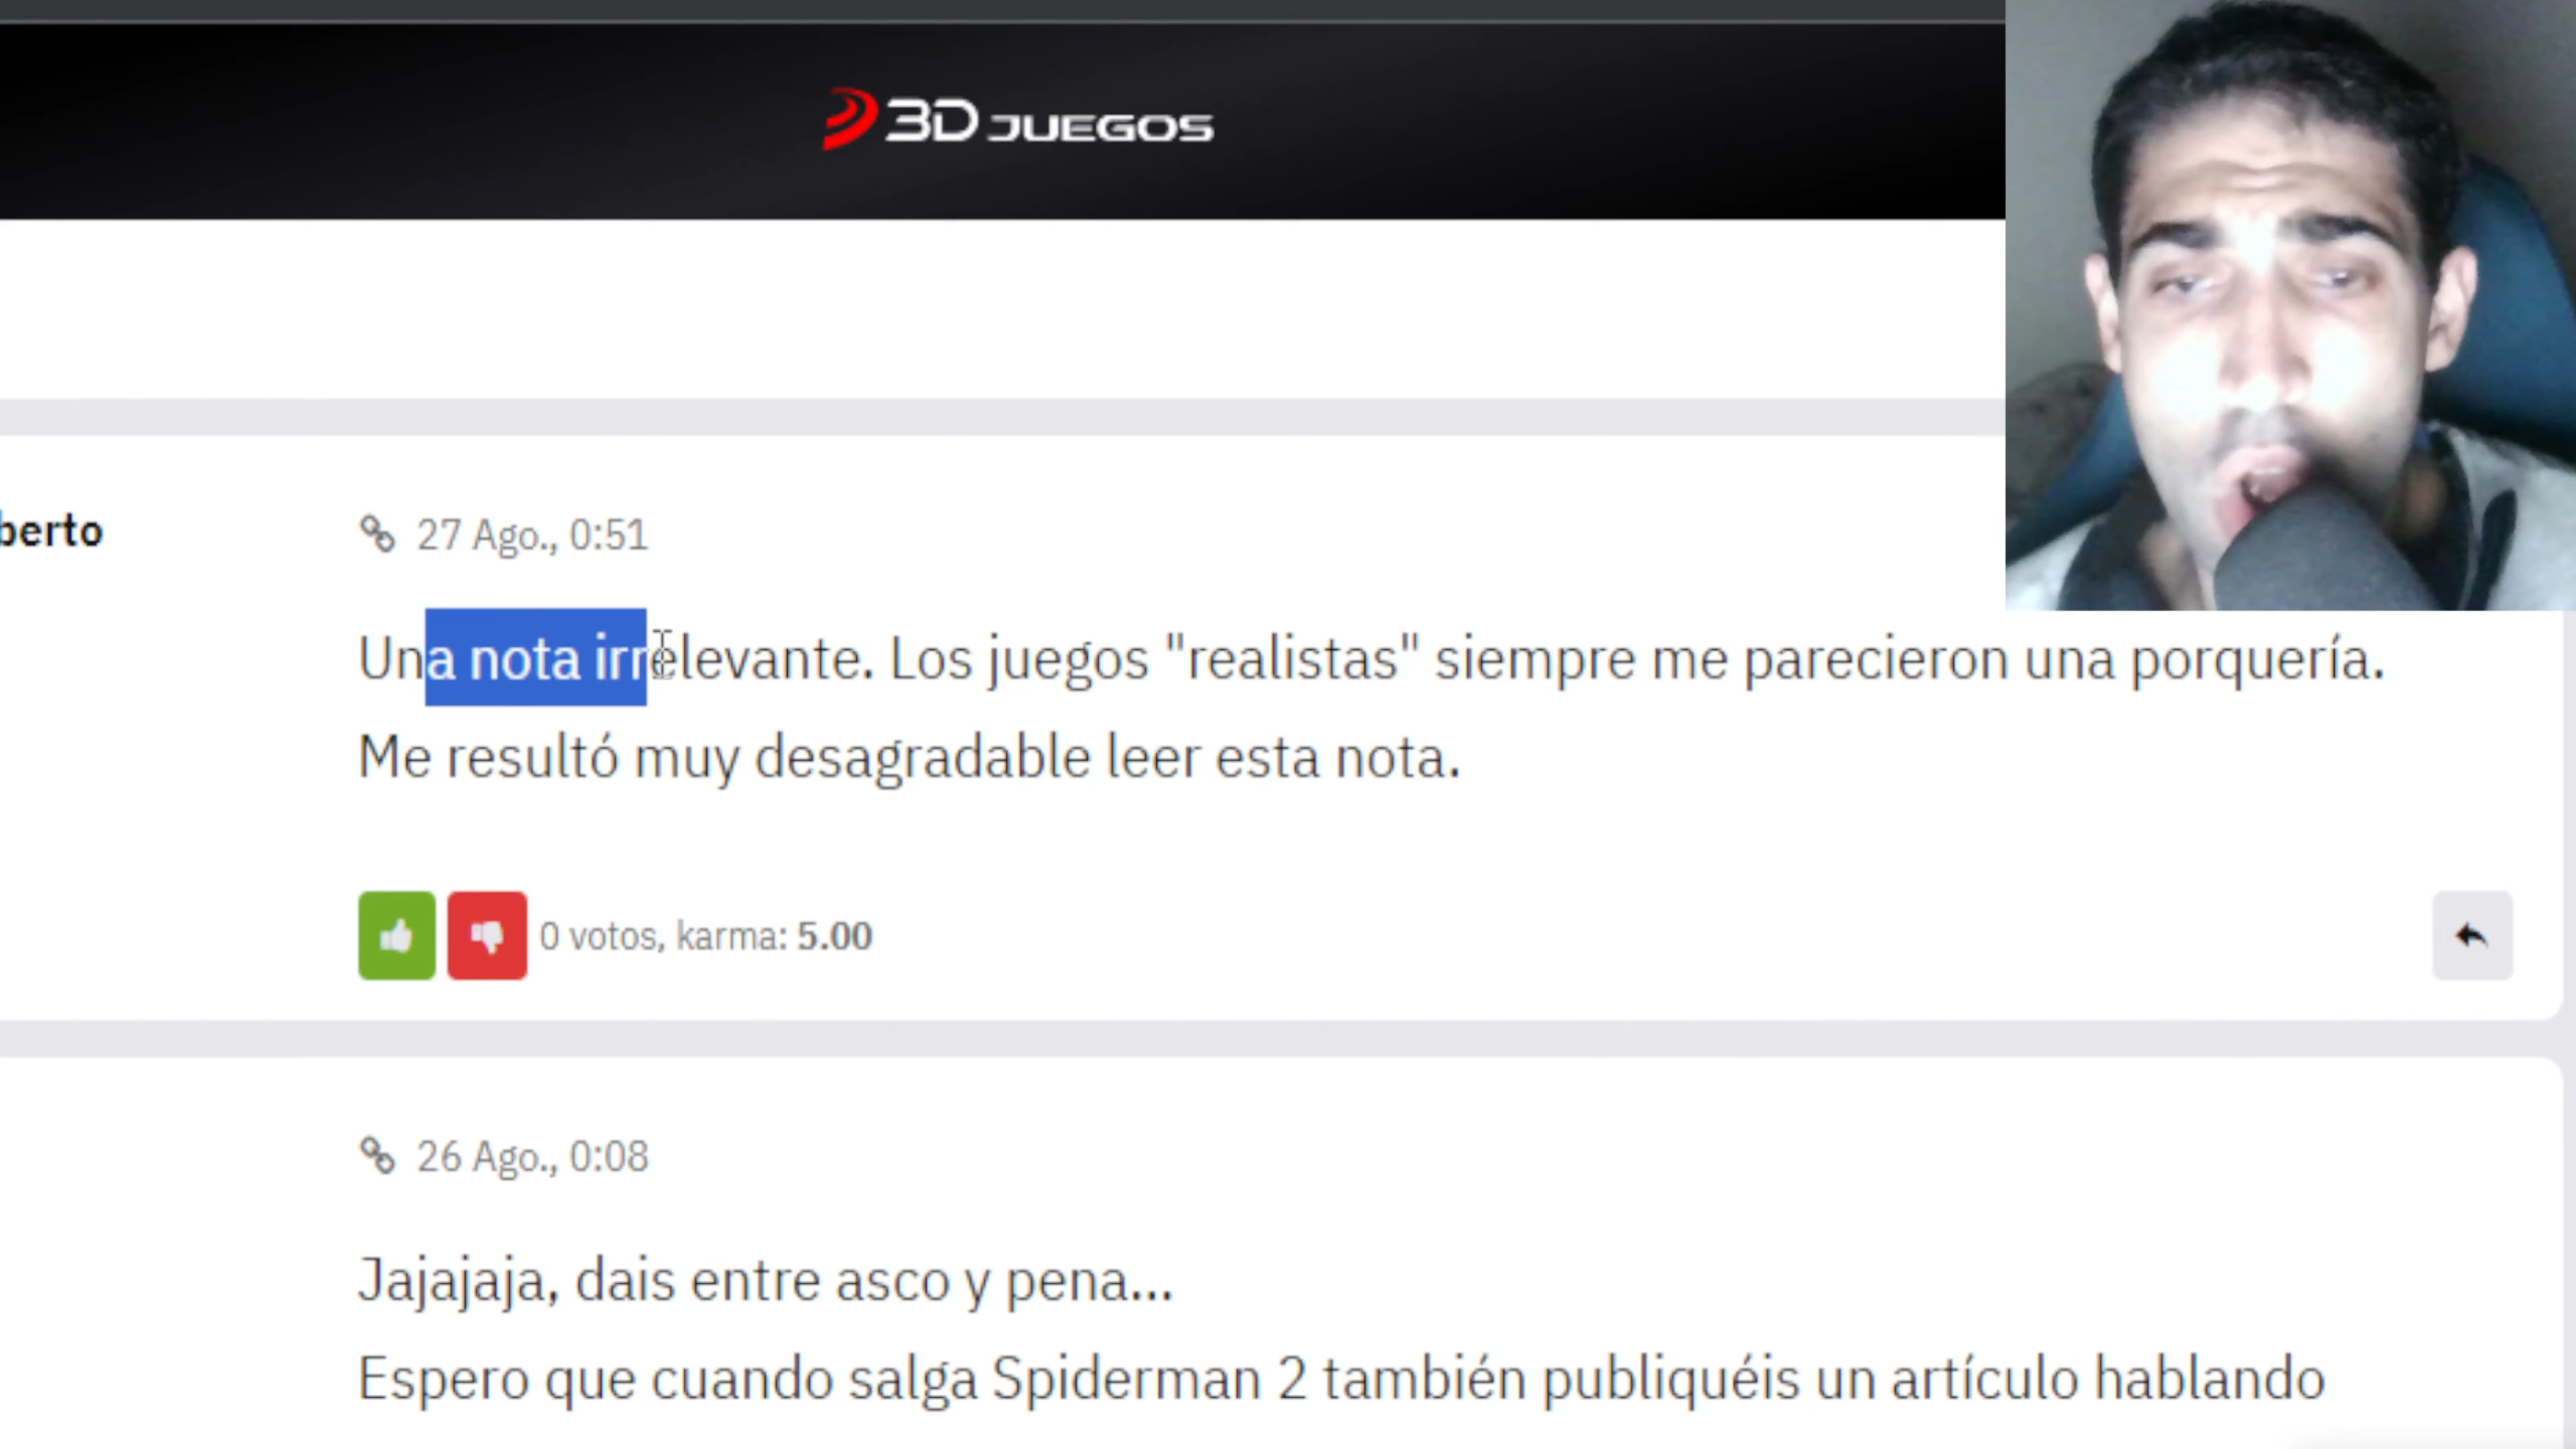 3D JUEGOS
berto
27 Ago., 0:51
Una nota irrelevante. Los juegos "realistas" siempre me parecieron una porquería.
Me resultó muy desagradable leer esta nota.
0 votos, karma: 5.00
26 Ago., 0:08
Jajajaja, dais entre asco y pena...
Espero que cuando salga Spiderman 2 también publiquéis un artículo hablando